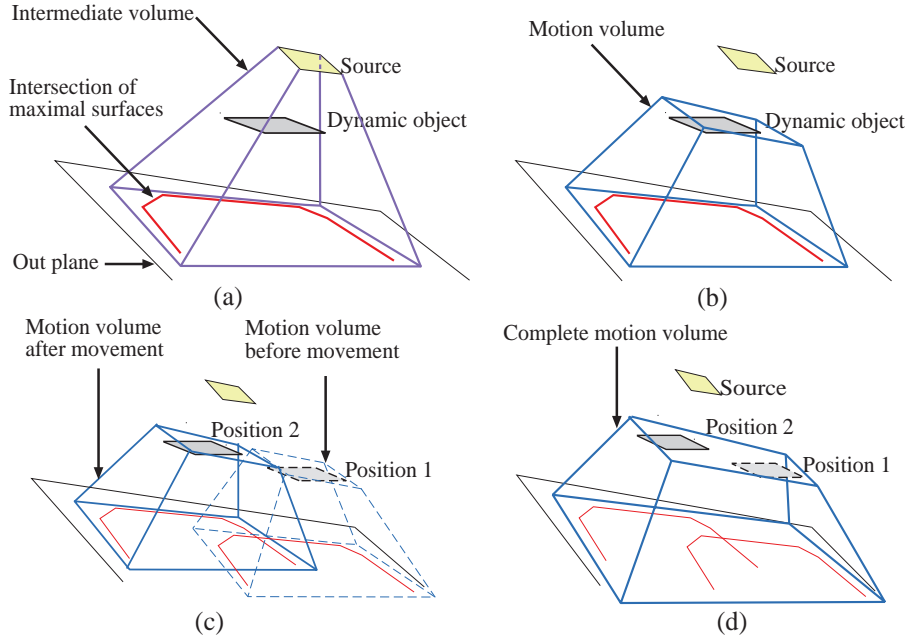 Intermediate volume
Source
Intersection of
maximal surfaces
Dynamic object
Out plane
(a)
Motion volume
Source
Dynamic object
(b)
Motion volume
after movement
Motion volume
before movement
Position 2
Position 1
(c)
Complete motion volume
Source
Position 2
Position 1
(d)